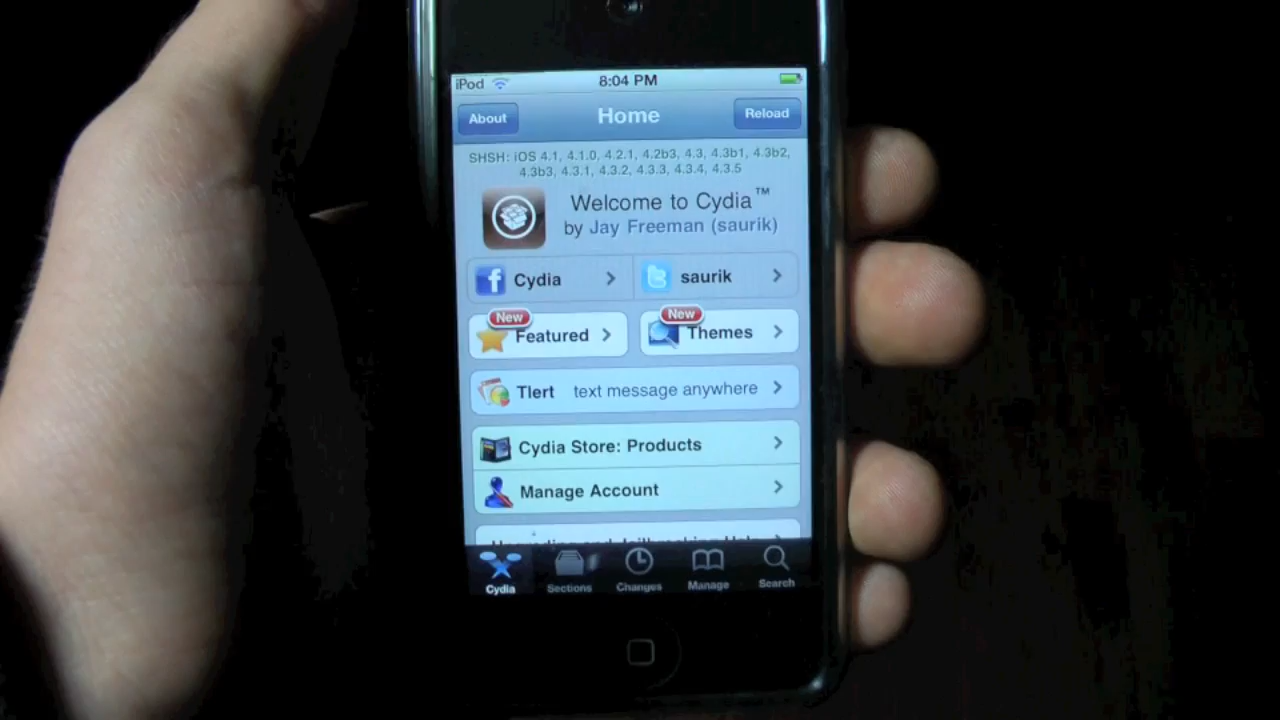 iPod 8:04 PM
About Home Reload
SHSH: iOS 4.1, 4.1.0, 4.2.1, 4.2b3, 4.3, 4.3b1, 4.3b2,
4.3b3, 4.3.1, 4.3.2, 4.3.3, 4.3.4, 4.3.5
Welcome to Cydia™
by Jay Freeman (saurik)
Cydia saurik
New New
Featured Themes
Tlert text message anywhere
Cydia Store: Products
Manage Account
Cydia Sections Changes Manage Search